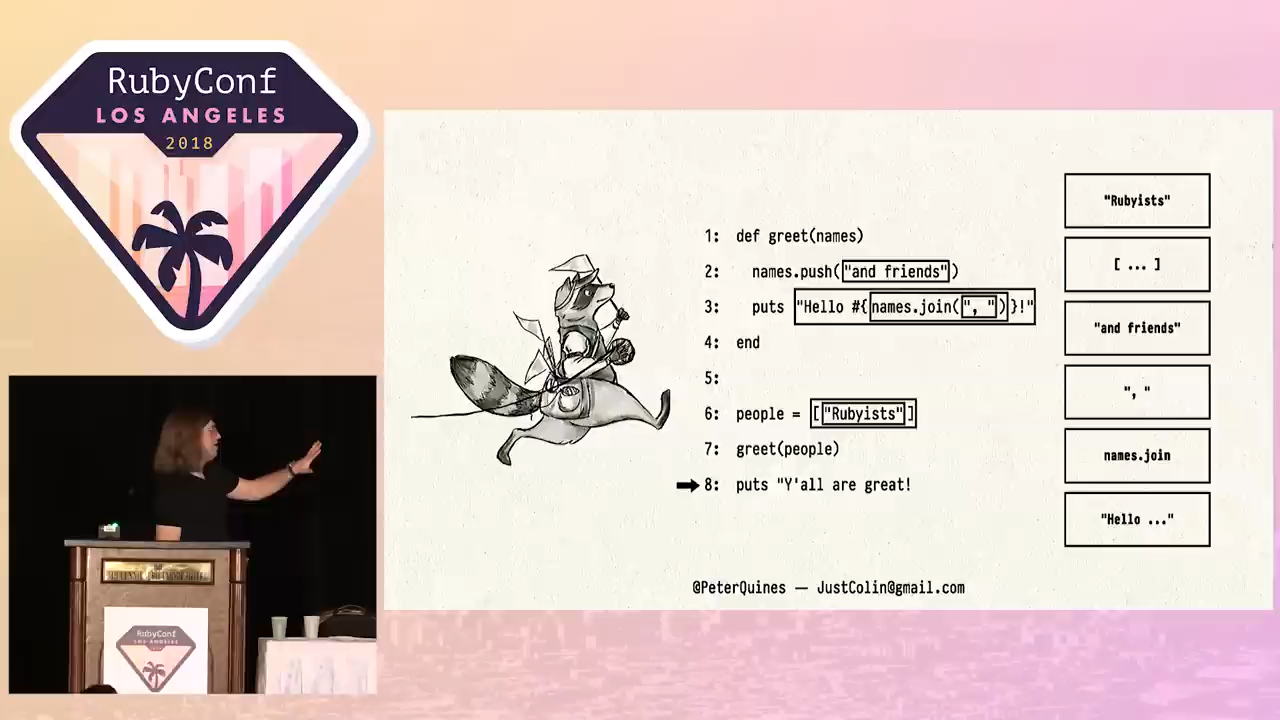 RubyConf
LOS ANGELES
2018
1: def greet(names)
2: names.push("and friends")
3: puts "Hello #{names.join(", ")}!"
4: end
5:
6: people = ["Rubyists"]
7: greet(people)
8: puts "Y'all are great!
"Rubyists"
[ ... ]
"and friends"
", "
names.join
"Hello ..."
@PeterQuines — JustColin@gmail.com
RubyConf
LOS ANGELES